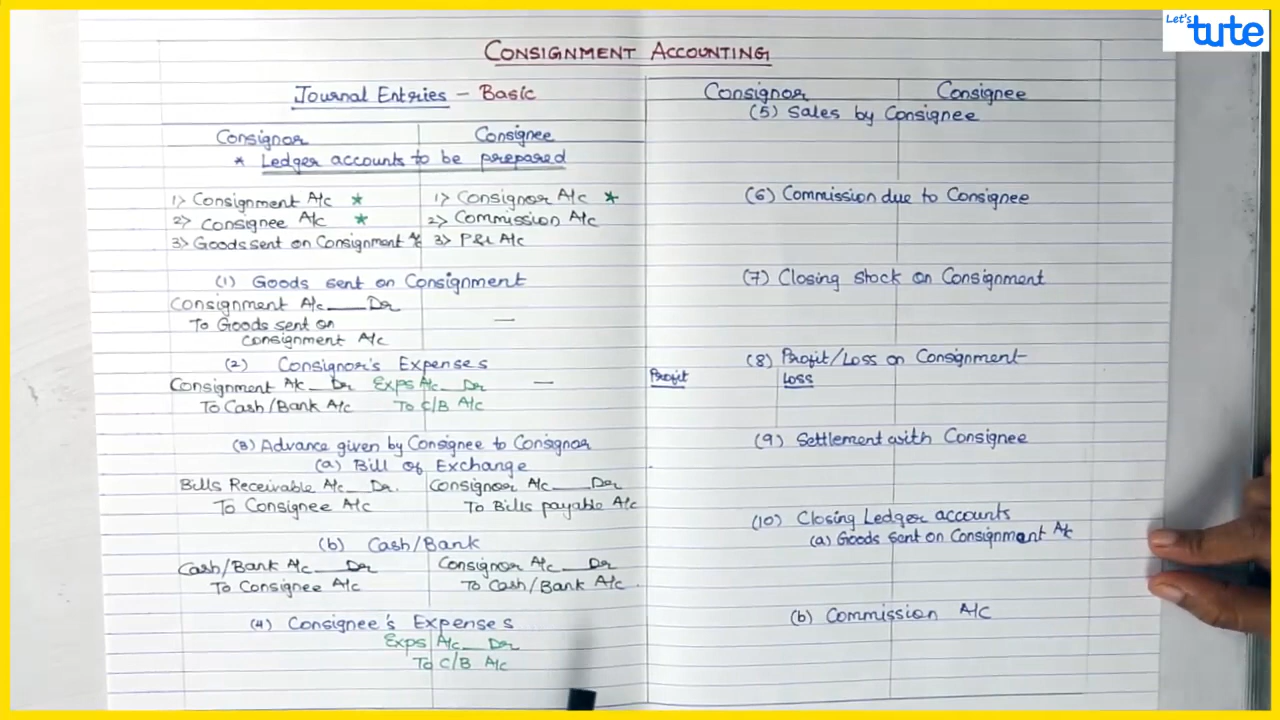 Let's tute
CONSIGNMENT ACCOUNTING
Journal Entries - Basic
Consignor Consignee
* Ledger accounts to be prepared
1> Consignment A/c * 1> Consignor A/c *
2> Consignee A/c * 2> Commission A/c
3> Goods sent on Consignment A/c 3> P&L A/c
(1) Goods sent on Consignment
Consignment A/c ___ Dr
To Goods sent on —
consignment A/c
(2) Consignor's Expenses
Consignment A/c _ Dr Exps A/c _ Dr —
To Cash/Bank A/c To C/B A/c
(3) Advance given by Consignee to Consignor
(a) Bill of Exchange
Bills Receivable A/c _ Dr. Consignor A/c ___ Dr
To Consignee A/c To Bills payable A/c
(b) Cash/Bank
Cash/Bank A/c __ Dr Consignor A/c __ Dr
To Consignee A/c To Cash/Bank A/c.
(4) Consignee's Expenses
Exps A/c _ Dr
To C/B A/c
Consignor Consignee
(5) Sales by Consignee
(6) Commission due to Consignee
(7) Closing stock on Consignment
(8) Profit/Loss on Consignment
Profit Loss
(9) Settlement with Consignee
(10) Closing Ledger accounts
(a) Goods sent on Consignment A/c
(b) Commission A/C